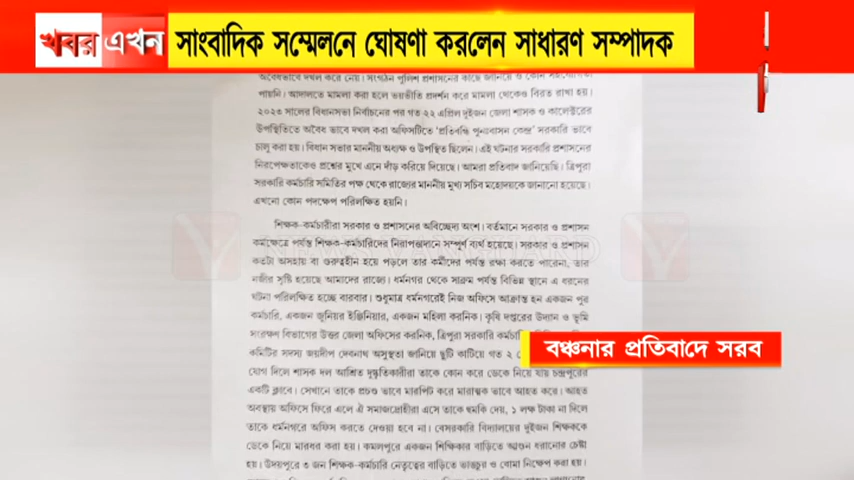 খবর এখন
সাংবাদিক সম্মেলনে ঘোষণা করলেন সাধারণ সম্পাদক
অবৈধভাবে দখল করে নেয়। সংগঠন পুলিশ প্রশাসনের কাছে জানিয়ে ও কোন সহযোগিতা
পায়নি। আদালতে মামলা করা হলে ভয়ভীতি প্রদর্শন করে মামলা থেকেও বিরত রাখা হয়।
২০২৩ সালের বিধানসভা নির্বাচনের পর গত ২২ এপ্রিল দুইজন জেলা শাসক ও কালেক্টরের
উপস্থিতিতে অবৈধ ভাবে দখল করা অফিসটিতে 'প্রতিবন্ধি পুনর্বাসন কেন্দ্র' সরকারি ভাবে
চালু করা হয়। বিধান সভার মাননীয় অধ্যক্ষ ও উপস্থিত ছিলেন। এই ঘটনার সরকারি প্রশাসনের
নিরপেক্ষতাকেও প্রশ্নের মুখে এনে দাঁড় করিয়ে দিয়েছে। আমরা প্রতিবাদ জানিয়েছি। ত্রিপুরা
সরকারি কর্মচারি সমিতির পক্ষ থেকে রাজ্যের মাননীয় মুখ্য সচিব মহোদয়কে জানানো হয়েছে।
এখনো কোন পদক্ষেপ পরিলক্ষিত হয়নি।
শিক্ষক-কর্মচারীরা সরকার ও প্রশাসনের অবিচ্ছেদ্য অংশ। বর্তমানে সরকার ও প্রশাসন
কর্মক্ষেত্রে পর্যন্ত শিক্ষক-কর্মচারিদের নিরাপত্তাদানে সম্পূর্ণ ব্যর্থ হয়েছে। সরকার ও প্রশাসন
কতটা অসহায় বা গুরুত্বহীন হয়ে পড়লে তার কর্মীদের পর্যন্ত রক্ষা করতে পারেনা, তার
নজীর সৃষ্টি হয়েছে আমাদের রাজ্যে। ধর্মনগর থেকে সাব্রুম পর্যন্ত বিভিন্ন স্থানে এ ধরনের
ঘটনা পরিলক্ষিত হচ্ছে বারবার। শুধুমাত্র ধর্মনগরেই নিজ অফিসে আক্রান্ত হন একজন পুর
কর্মচারি, একজন জুনিয়র ইঞ্জিনিয়ার, একজন মহিলা করনিক। কৃষি দপ্তরের উদ্যান ও ভূমি
সংরক্ষণ বিভাগের উত্তর জেলা অফিসের করনিক, ত্রিপুরা সরকারি কর্মচারি
কমিটির সদস্য জয়দীপ দেবনাথ অসুস্থতা জানিয়ে ছুটি কাটিয়ে গত ২
যোগ দিলে শাসক দল আশ্রিত দুষ্কৃতিকারীরা তাকে ফোন করে ডেকে নিয়ে যায় চন্দ্রপুরের
একটি ক্লাবে। সেখানে তাকে প্রচণ্ড ভাবে মারপিট করে মারাত্মক ভাবে আহত করে। আহত
অবস্থায় অফিসে ফিরে এলে ঐ সমাজদ্রোহীরা এসে তাকে হুমকি দেয়, ১ লক্ষ টাকা না দিলে
তাকে ধর্মনগরে অফিস করতে দেওয়া হবে না। বেসরকারি বিদ্যালয়ের দুইজন শিক্ষককে
ডেকে নিয়ে মারধর করা হয়। কমলপুরে একজন শিক্ষিকার বাড়িতে আগুন ধরানোর চেষ্টা
হয়। উদয়পুরে ৩ জন শিক্ষক-কর্মচারি নেতৃত্বের বাড়িতে ভাঙচুর ও বোমা নিক্ষেপ করা হয়।
বঞ্চনার প্রতিবাদে সরব